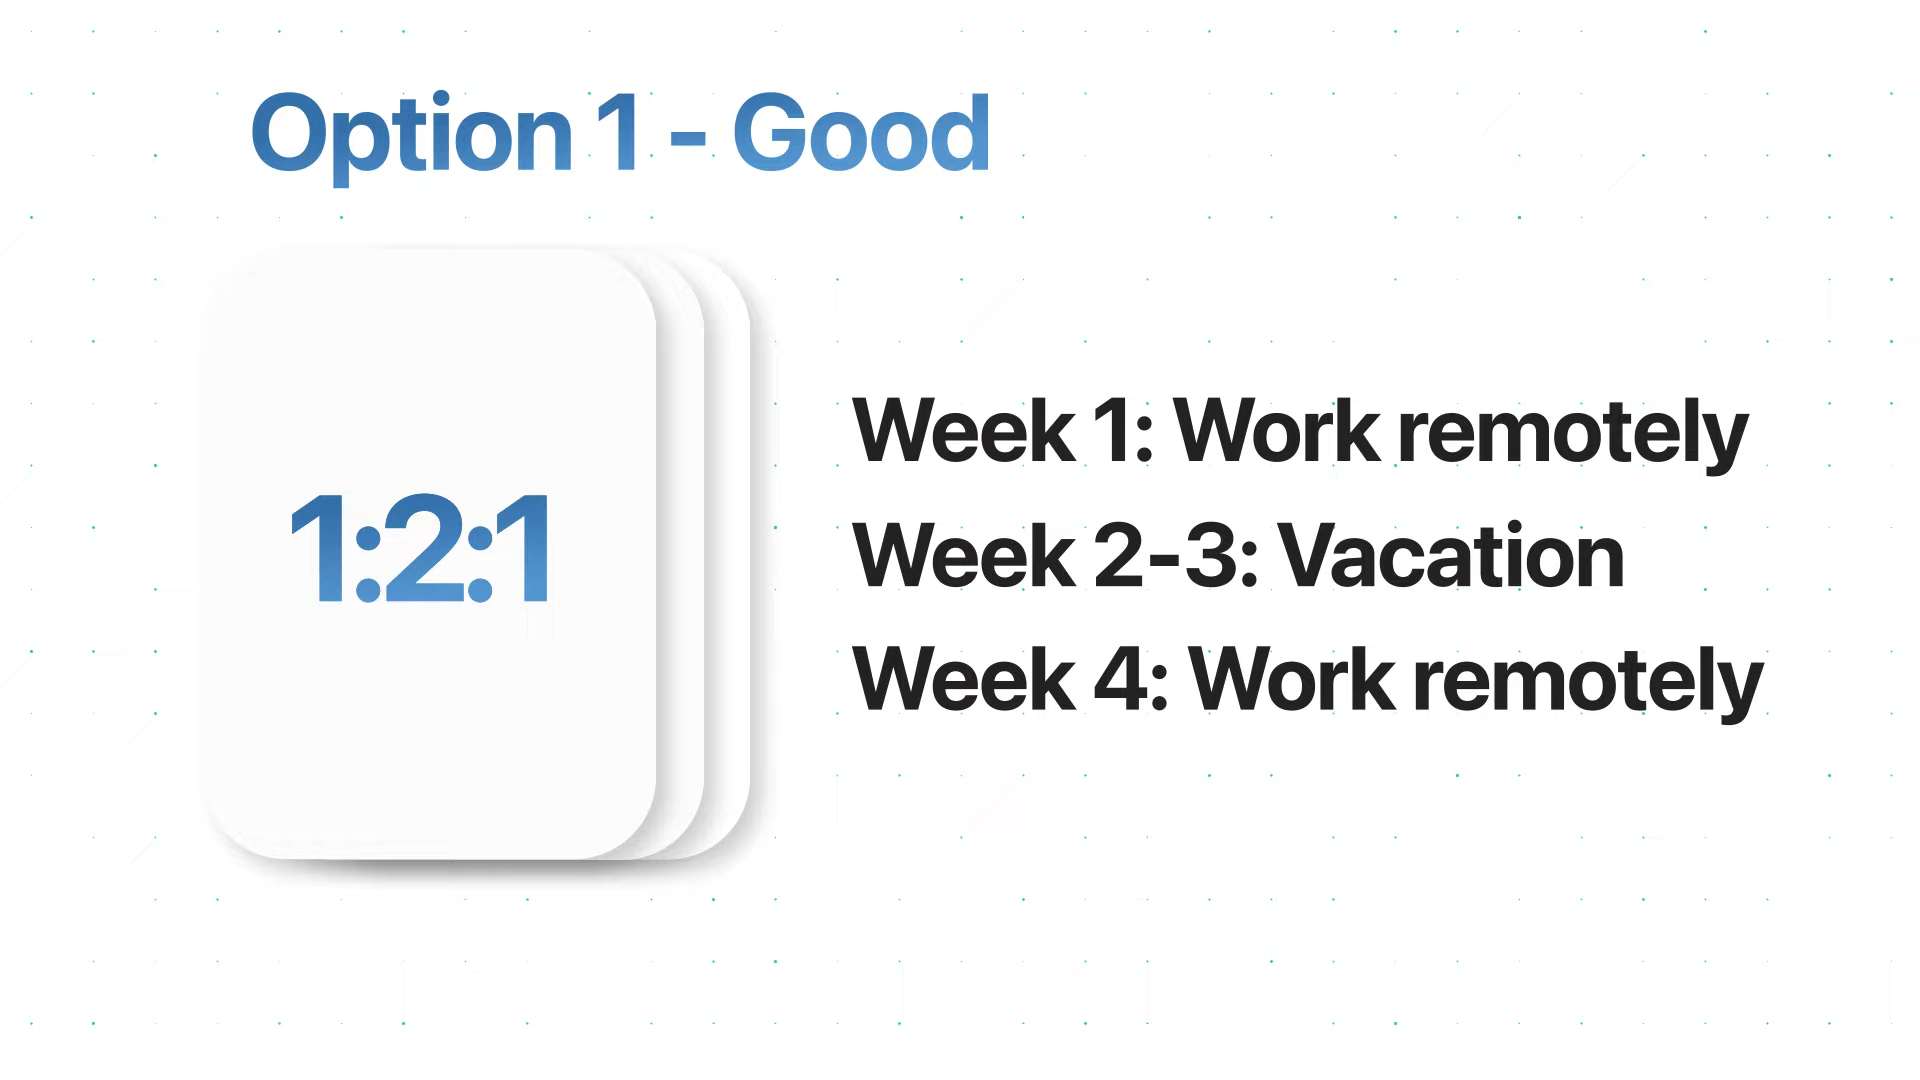 Option 1 - Good
1:2:1
Week 1: Work remotely
Week 2-3: Vacation
Week 4: Work remotely